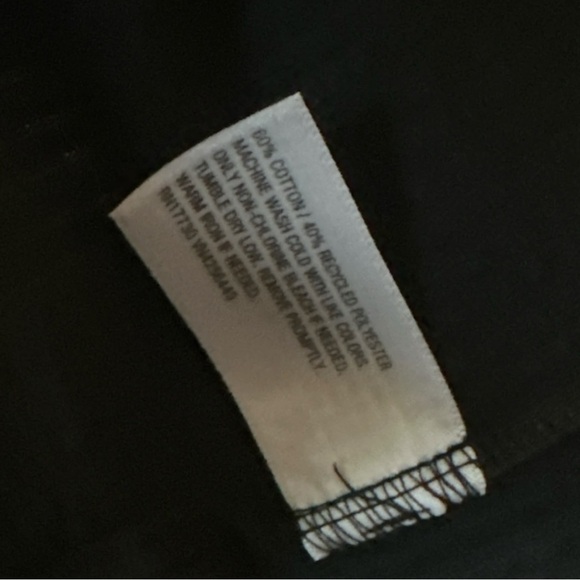 60% COTTON / 40% RECYCLED POLYESTER
MACHINE WASH COLD WITH LIKE COLORS.
ONLY NON-CHLORINE BLEACH IF NEEDED.
TUMBLE DRY LOW. REMOVE PROMPTLY.
WARM IRON IF NEEDED.
RN17730